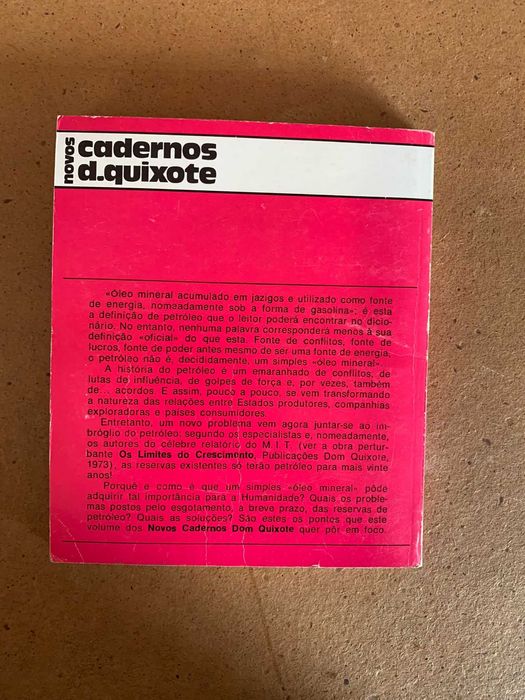 novos
cadernos
d.quixote
«Óleo mineral acumulado em jazigos e utilizado como fonte
de energia, nomeadamente sob a forma de gasolina»: é esta
a definição de petróleo que o leitor poderá encontrar no dicio-
nário. No entanto, nenhuma palavra corresponderá menos à sua
definição «oficial» do que esta. Fonte de conflitos, fonte de
lucros, fonte de poder antes mesmo de ser uma fonte de energia,
o petróleo não é, decididamente, um simples «óleo mineral».
A história do petróleo é um emaranhado de conflitos, de
lutas de influência, de golpes de força e, por vezes, também
de... acordos. E assim, pouco a pouco, se vem transformando
a natureza das relações entre Estados produtores, companhias
exploradoras e países consumidores.
Entretanto, um novo problema vem agora juntar-se ao im-
bróglio do petróleo: segundo os especialistas e, nomeadamente,
os autores do célebre relatório do M.I.T. (ver a obra pertur-
bante Os Limites do Crescimento, Publicações Dom Quixote,
1973), as reservas existentes só terão petróleo para mais vinte
anos!
Porquê e como é que um simples «óleo mineral» pôde
adquirir tal importância para a Humanidade? Quais os proble-
mas postos pelo esgotamento, a breve prazo, das reservas de
petróleo? Quais as soluções? São estes os pontos que este
volume dos Novos Cadernos Dom Quixote quer pôr em foco.